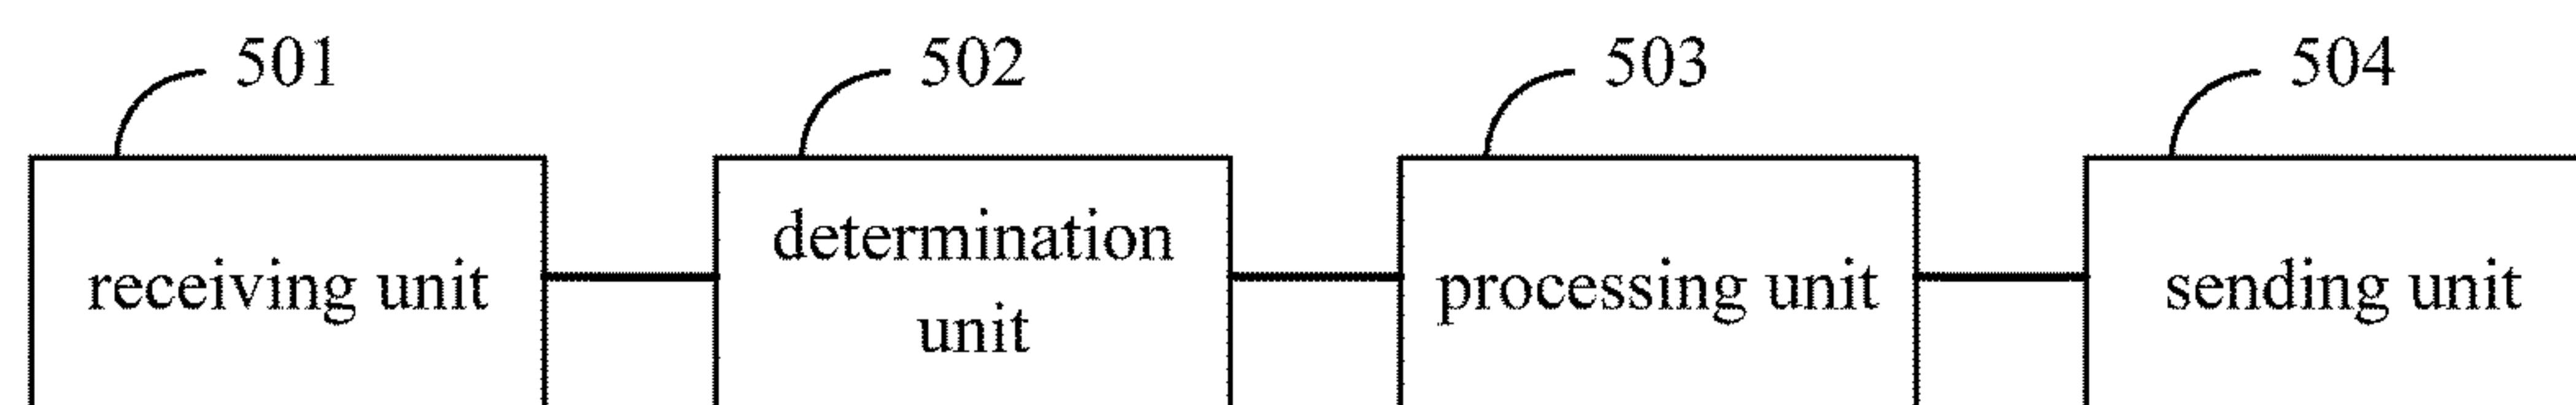 501
502
503
504
receiving unit
determination
unit
processing unit
sending unit